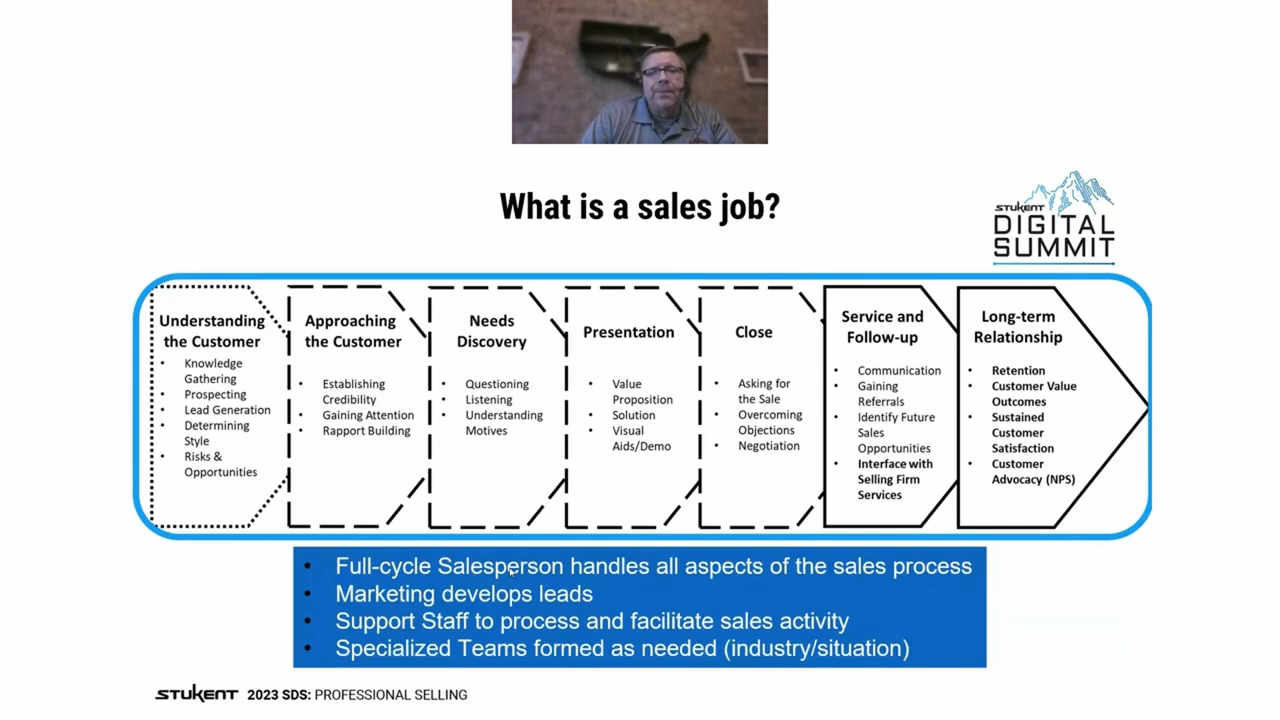 What is a sales job?
STUKENT
DIGITAL
SUMMIT
Understanding
the Customer
• Knowledge
Gathering
• Prospecting
• Lead Generation
• Determining
Style
• Risks &
Opportunities
Approaching
the Customer
• Establishing
Credibility
• Gaining Attention
• Rapport Building
Needs
Discovery
• Questioning
• Listening
• Understanding
Motives
Presentation
• Value
Proposition
• Solution
• Visual
Aids/Demo
Close
• Asking for
the Sale
• Overcoming
Objections
• Negotiation
Service and
Follow-up
• Communication
• Gaining
Referrals
• Identify Future
Sales
Opportunities
• Interface with
Selling Firm
Services
Long-term
Relationship
• Retention
• Customer Value
Outcomes
• Sustained
Customer
Satisfaction
• Customer
Advocacy (NPS)
• Full-cycle Salesperson handles all aspects of the sales process
• Marketing develops leads
• Support Staff to process and facilitate sales activity
• Specialized Teams formed as needed (industry/situation)
STUKENT 2023 SDS: PROFESSIONAL SELLING